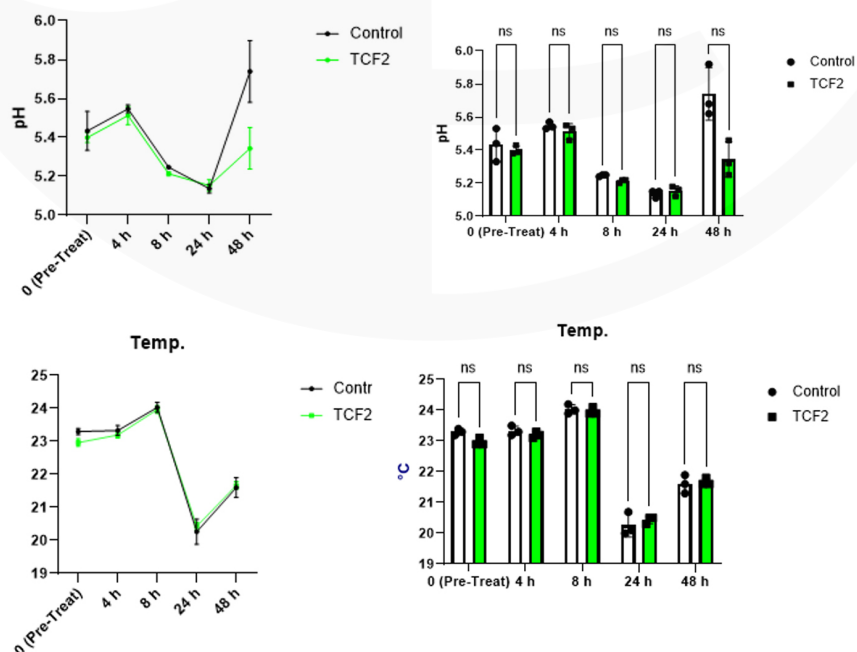 6.0
5.8
5.6
5.4
5.2
5.0
pH
0 (Pre-Treat)
4 h
8 h
24 h
48 h
Control
TCF2
ns ns ns ns ns
6.0
5.8
5.6
5.4
5.2
5.0
pH
0 (Pre-Treat) 4 h 8 h 24 h 48 h
Control
TCF2
Temp.
25
24
23
22
21
20
19
0 (Pre-Treat)
4 h
8 h
24 h
48 h
Contr
TCF2
Temp.
ns ns ns ns ns
25
24
23
22
21
20
19
°C
0 (Pre-Treat) 4 h 8 h 24 h 48 h
Control
TCF2